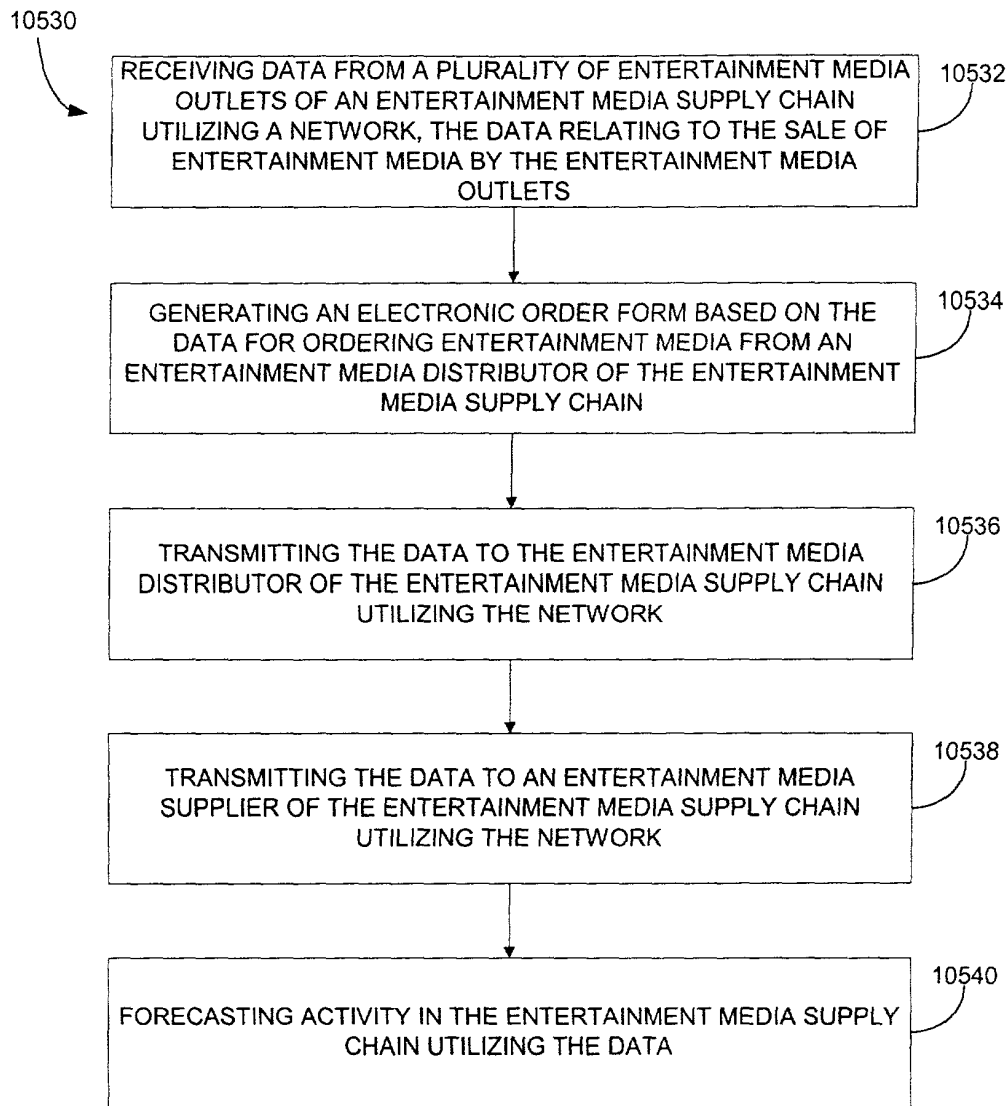 10530
RECEIVING DATA FROM A PLURALITY OF ENTERTAINMENT MEDIA
OUTLETS OF AN ENTERTAINMENT MEDIA SUPPLY CHAIN
UTILIZING A NETWORK, THE DATA RELATING TO THE SALE OF
ENTERTAINMENT MEDIA BY THE ENTERTAINMENT MEDIA
OUTLETS
10532
GENERATING AN ELECTRONIC ORDER FORM BASED ON THE
DATA FOR ORDERING ENTERTAINMENT MEDIA FROM AN
ENTERTAINMENT MEDIA DISTRIBUTOR OF THE ENTERTAINMENT
MEDIA SUPPLY CHAIN
10534
TRANSMITTING THE DATA TO THE ENTERTAINMENT MEDIA
DISTRIBUTOR OF THE ENTERTAINMENT MEDIA SUPPLY CHAIN
UTILIZING THE NETWORK
10536
TRANSMITTING THE DATA TO AN ENTERTAINMENT MEDIA
SUPPLIER OF THE ENTERTAINMENT MEDIA SUPPLY CHAIN
UTILIZING THE NETWORK
10538
FORECASTING ACTIVITY IN THE ENTERTAINMENT MEDIA SUPPLY
CHAIN UTILIZING THE DATA
10540